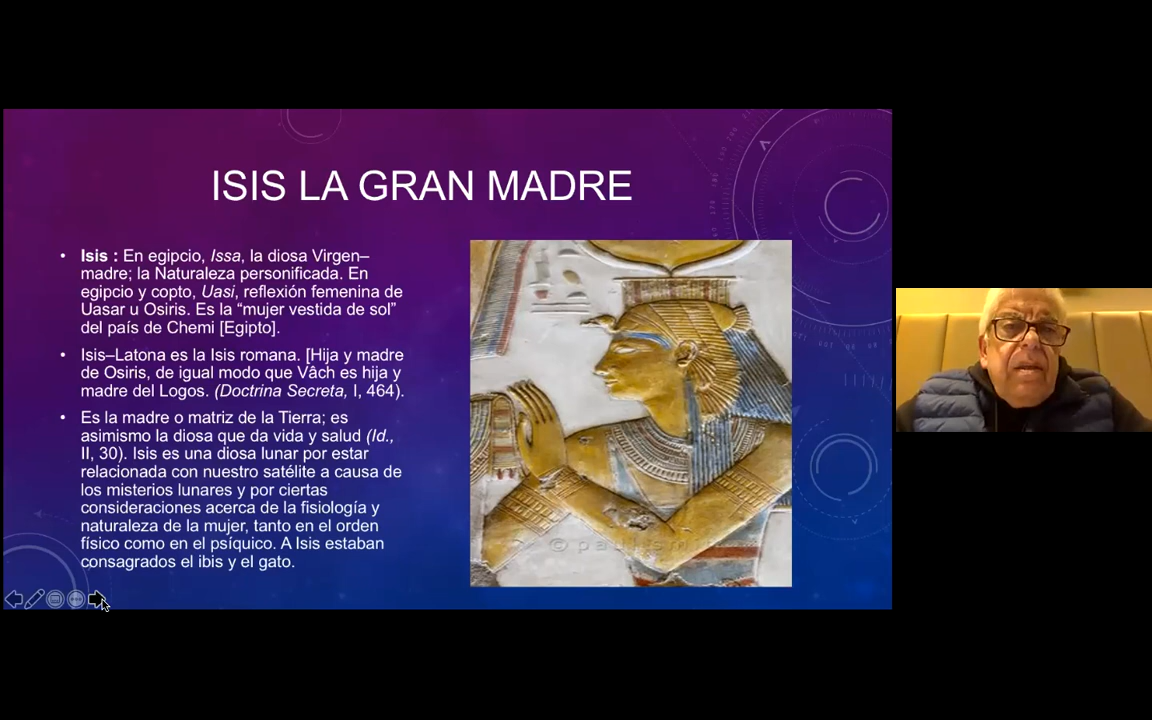 ISIS LA GRAN MADRE
• Isis : En egipcio, Issa, la diosa Virgen–
madre; la Naturaleza personificada. En
egipcio y copto, Uasi, reflexión femenina de
Uasar u Osiris. Es la “mujer vestida de sol”
del país de Chemi [Egipto].
• Isis–Latona es la Isis romana. [Hija y madre
de Osiris, de igual modo que Vâch es hija y
madre del Logos. (Doctrina Secreta, I, 464).
• Es la madre o matriz de la Tierra; es
asimismo la diosa que da vida y salud (Id.,
II, 30). Isis es una diosa lunar por estar
relacionada con nuestro satélite a causa de
los misterios lunares y por ciertas
consideraciones acerca de la fisiología y
naturaleza de la mujer, tanto en el orden
físico como en el psíquico. A Isis estaban
consagrados el ibis y el gato.